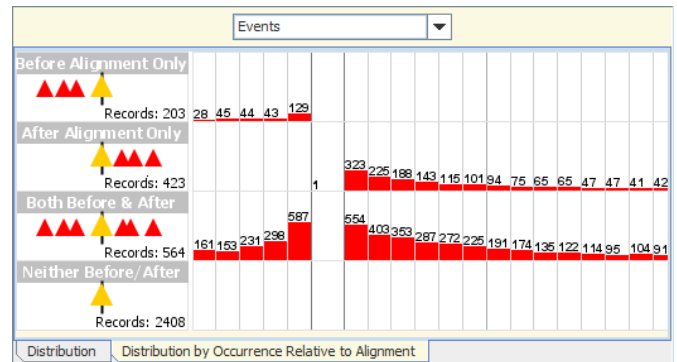 Events
Before Alignment Only
Records: 203
28 45 44 43 129
After Alignment Only
Records: 423
1 323 225 188 143 115 101 94 75 65 65 47 47 41 42
Both Before & After
Records: 564
161 153 231 298 587 554 403 353 287 272 225 191 174 135 122 114 95 104 91
Neither Before/After
Records: 2408
Distribution Distribution by Occurrence Relative to Alignment